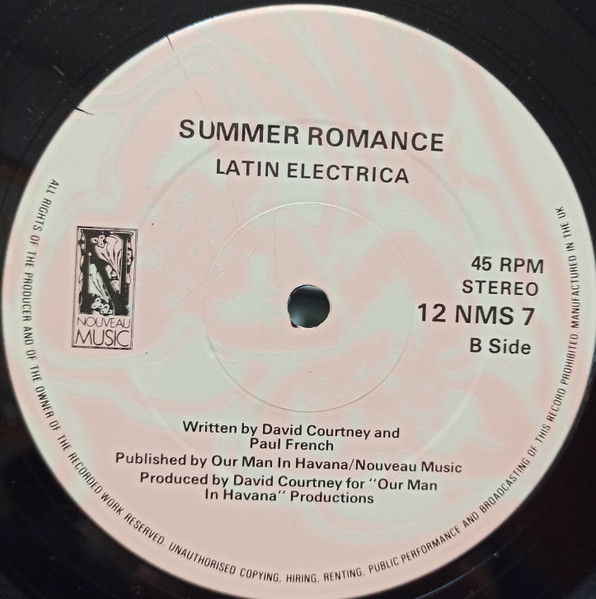 SUMMER ROMANCE
LATIN ELECTRICA
NOUVEAU
MUSIC
45 RPM
STEREO
12 NMS 7
B Side
Written by David Courtney and
Paul French
Published by Our Man In Havana/Nouveau Music
Produced by David Courtney for "Our Man
In Havana" Productions
ALL RIGHTS OF THE PRODUCER AND OF THE OWNER OF THE RECORDED WORK RESERVED. UNAUTHORISED COPYING, HIRING, RENTING, PUBLIC PERFORMANCE AND BROADCASTING OF THIS RECORD PROHIBITED MANUFACTURED IN THE UK